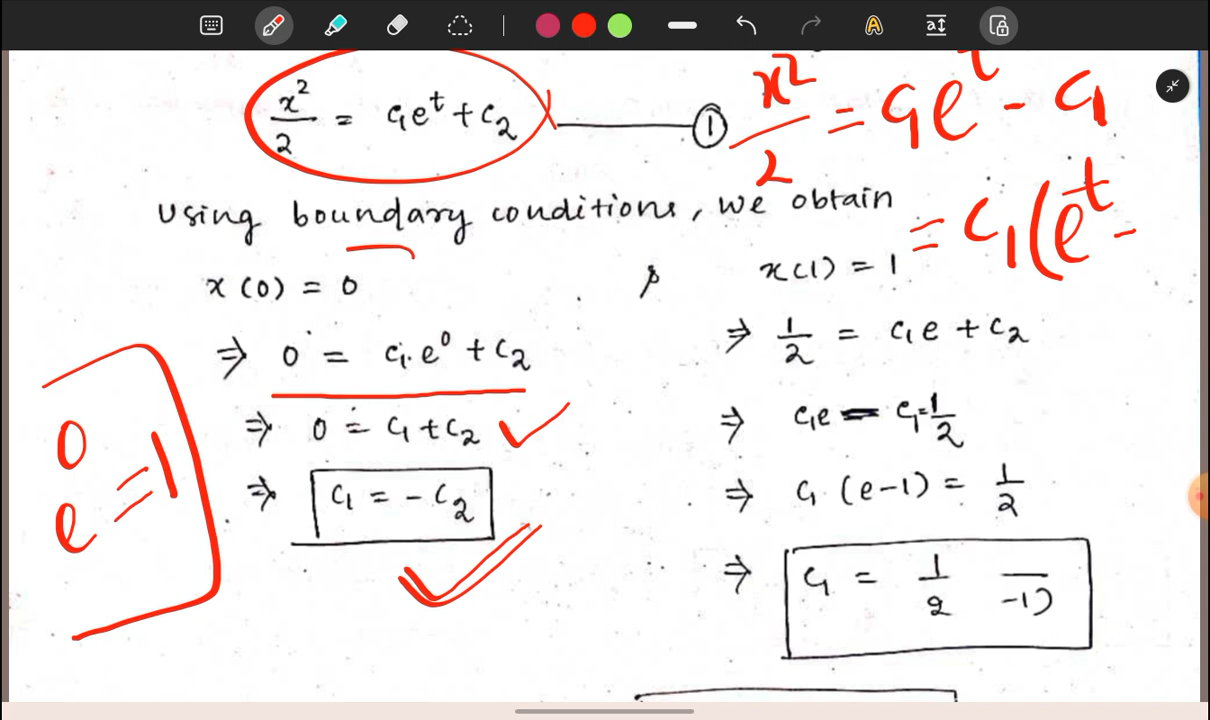 x²/2 = c₁eᵗ + c₂ —— ①
x²/2 = c₁eᵗ - c₁
= c₁(eᵗ -
Using boundary conditions, we obtain
x(0) = 0
⇒ 0 = c₁.e⁰ + c₂
⇒ 0 = c₁ + c₂ ✓
⇒ c₁ = - c₂
✓
0
e = 1
x(1) = 1
⇒ 1/2 = c₁e + c₂
⇒ c₁e - c₁ = 1/2
⇒ c₁ (e-1) = 1/2
⇒ c₁ = 1/2 -1)